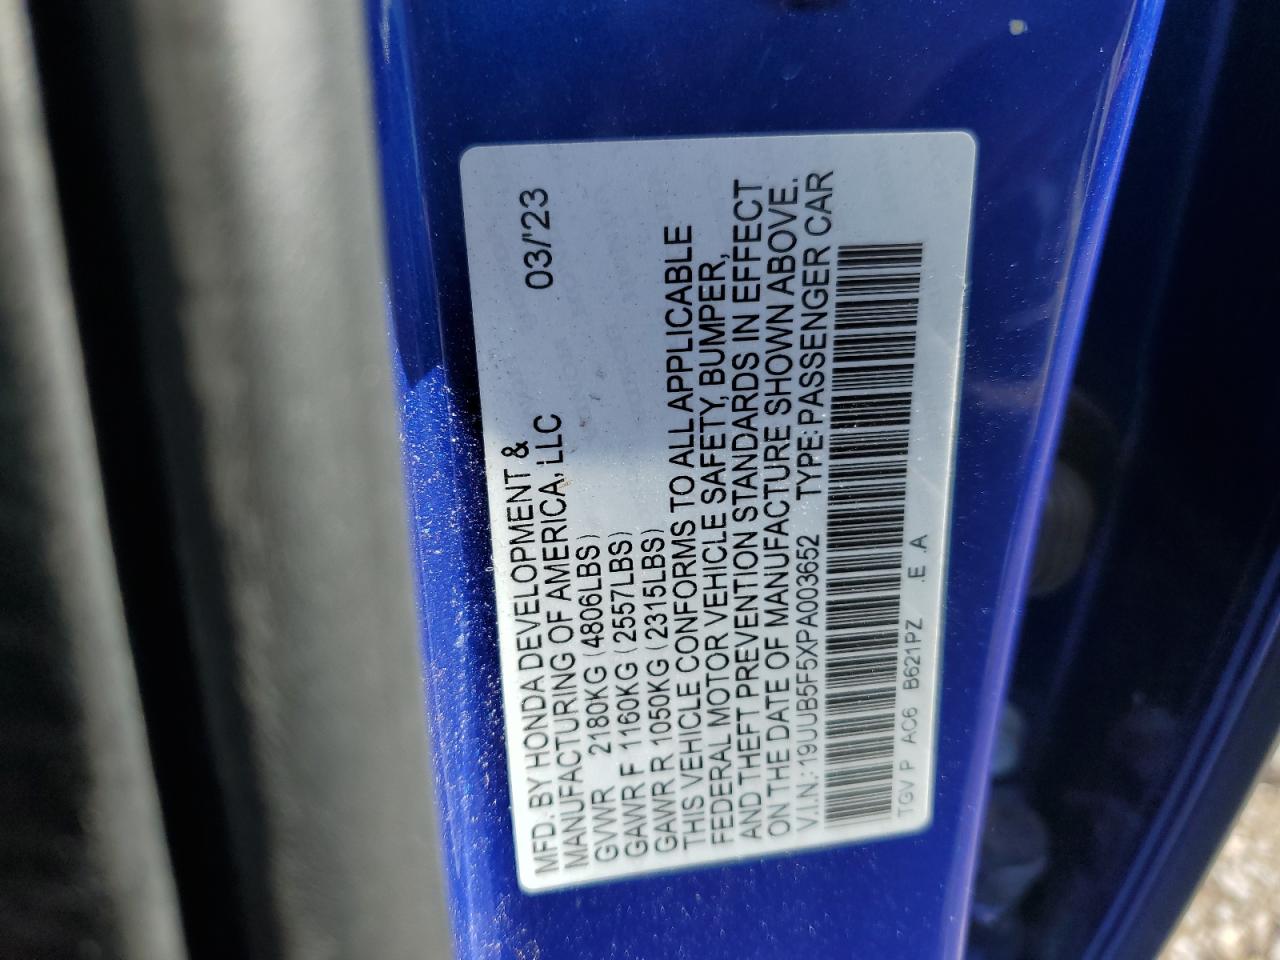 MFD. BY HONDA DEVELOPMENT &
MANUFACTURING OF AMERICA, LLC 03/'23
GVWR 2180KG (4806LBS)
GAWR F 1160KG (2557LBS)
GAWR R 1050KG (2315LBS)
THIS VEHICLE CONFORMS TO ALL APPLICABLE
FEDERAL MOTOR VEHICLE SAFETY, BUMPER,
AND THEFT PREVENTION STANDARDS IN EFFECT
ON THE DATE OF MANUFACTURE SHOWN ABOVE.
V.I.N.: 19UUB5F5XPA003652 TYPE: PASSENGER CAR
TGV P AC6 B621PZ .E .A